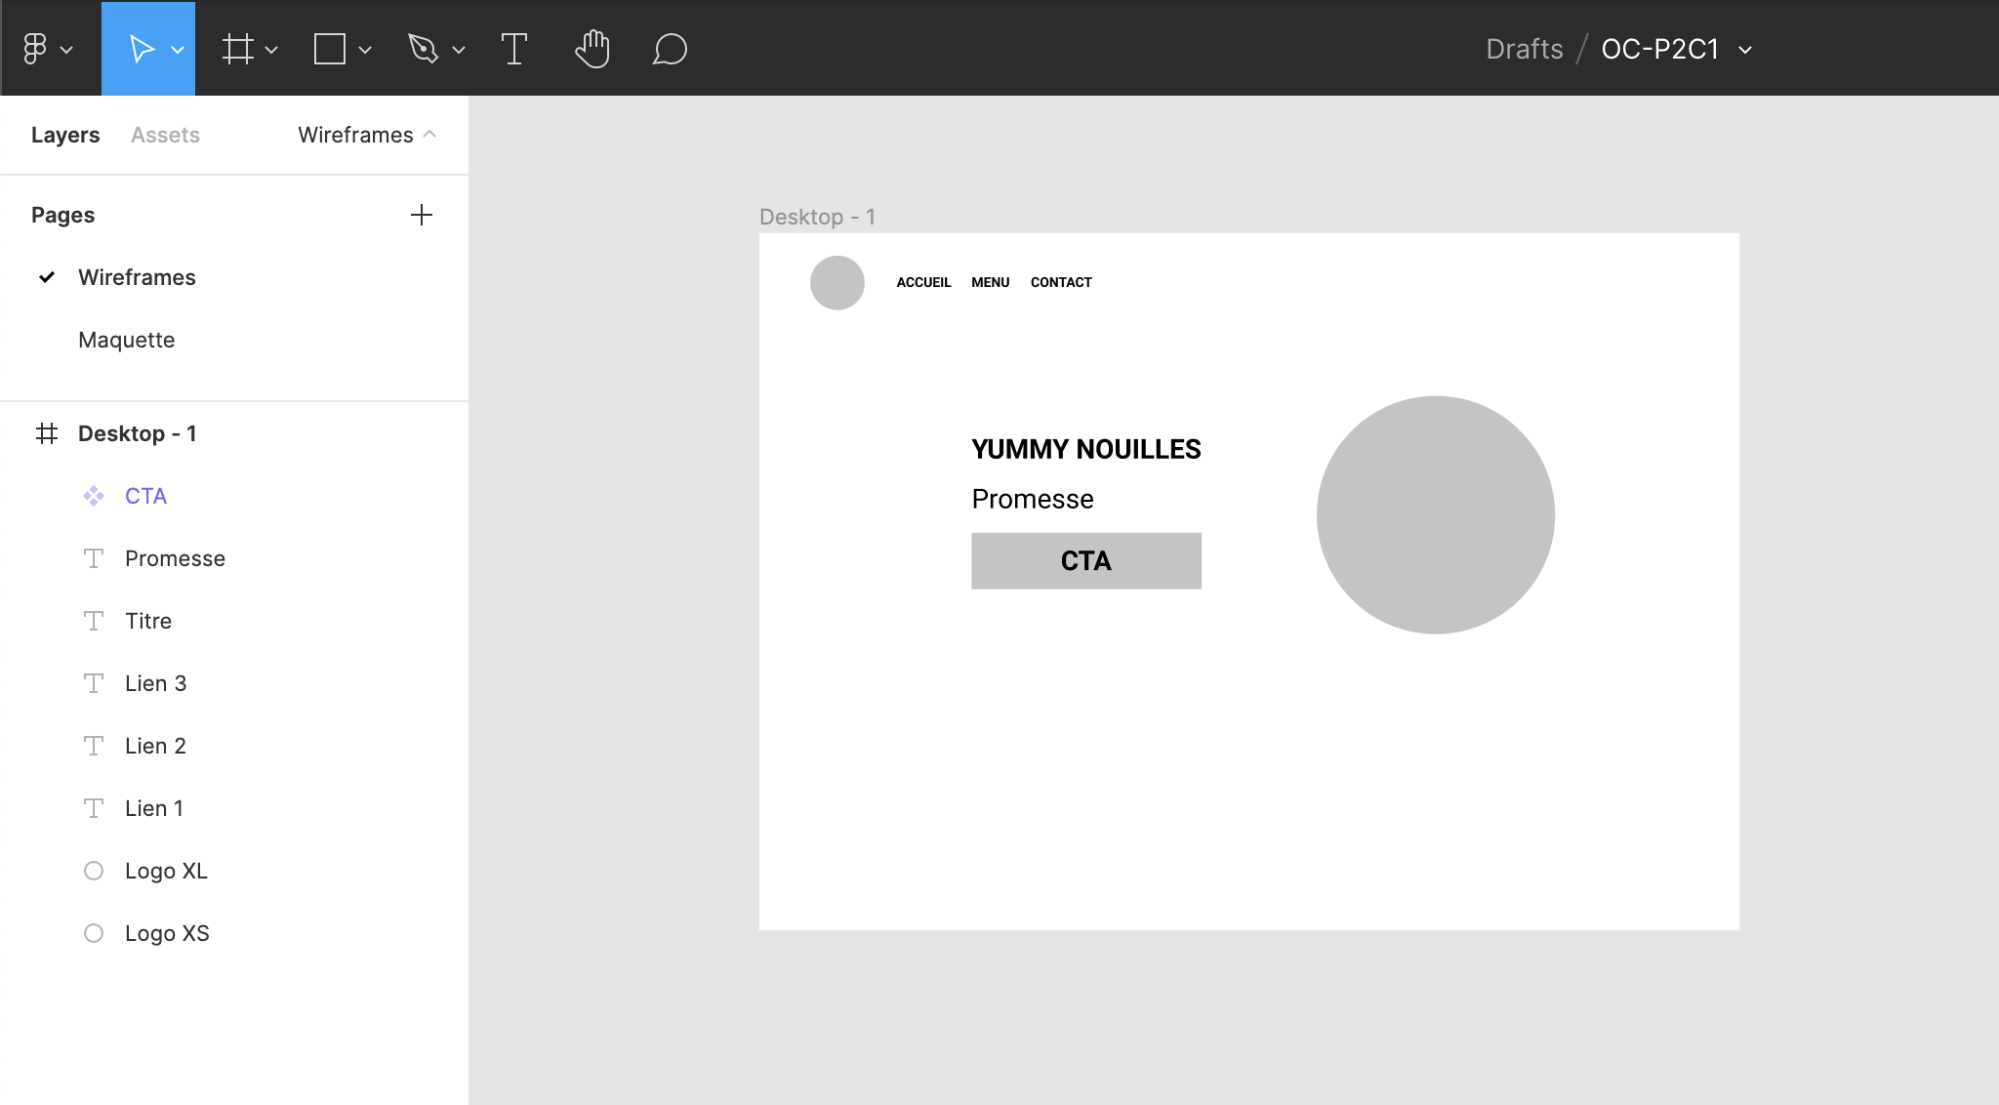 Drafts / OC-P2C1
Layers Assets Wireframes
Pages
Wireframes
Maquette
Desktop - 1
CTA
Promesse
Titre
Lien 3
Lien 2
Lien 1
Logo XL
Logo XS
Desktop - 1
ACCUEIL MENU CONTACT
YUMMY NOUILLES
Promesse
CTA